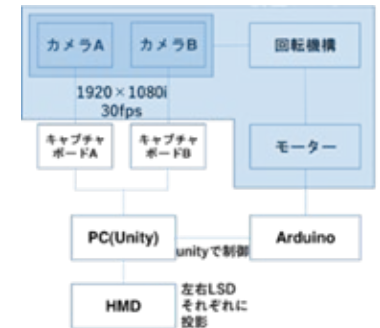 カメラA
カメラB
回転機構
1920×1080i
30fps
キャプチャ
ボードA
キャプチャ
ボードB
モーター
PC(Unity)
unityで制御
Arduino
HMD
左右LSD
それぞれに
投影